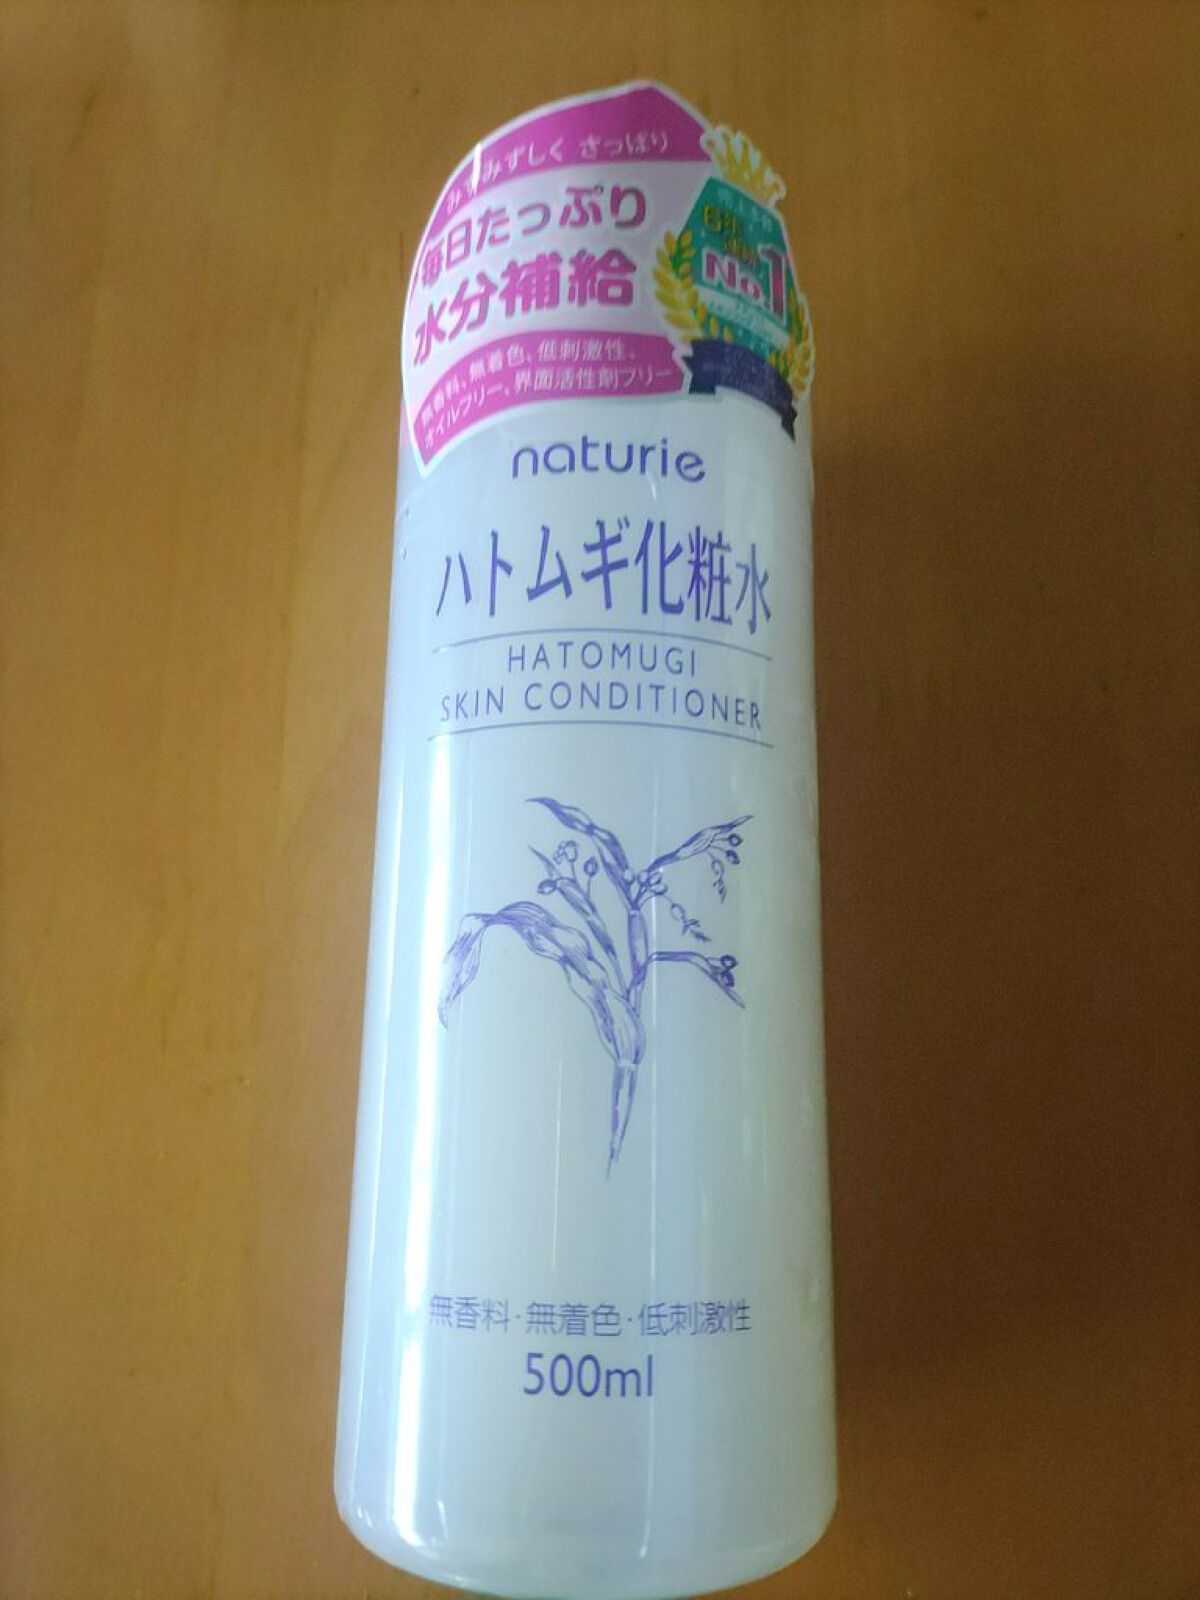 みずみずしく さっぱり
毎日たっぷり
水分補給
無香料、無着色、低刺激性、
オイルフリー、界面活性剤フリー
No.1
naturie
ハトムギ化粧水
HATOMUGI
SKIN CONDITIONER
無香料・無着色・低刺激性
500ml